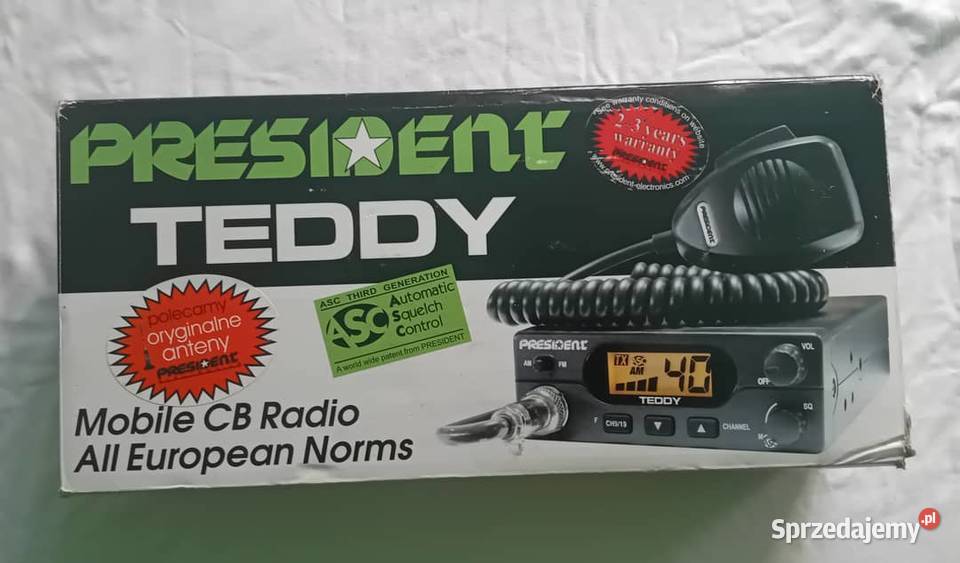 PRESIDENT
TEDDY
See warranty conditions on website
2-3 years
warranty
PRESIDENT
www.president-electronics.com
PRESIDENT
polecamy
oryginalne
anteny
PRESIDENT
ASC THIRD GENERATION
ASC
Automatic
Squelch
Control
A world wide patent from PRESIDENT
Mobile CB Radio
All European Norms
PRESIDENT
AM
FM
TX
AM
40
TEDDY
VOL
OFF
SQ
F
CH9/19
▼
▲
CHANNEL
Sprzedajemy.pl